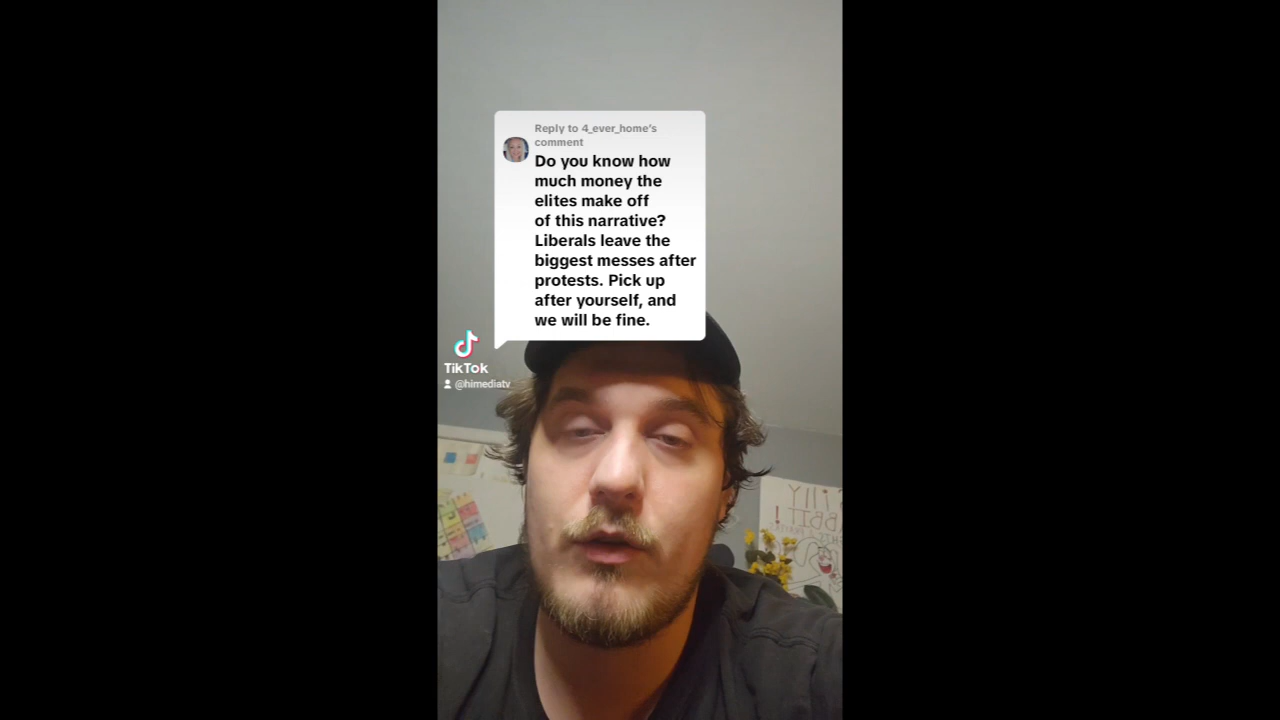 Reply to 4_ever_home's
comment
Do you know how
much money the
elites make off
of this narrative?
Liberals leave the
biggest messes after
protests. Pick up
after yourself, and
we will be fine.
TikTok
@himediatv